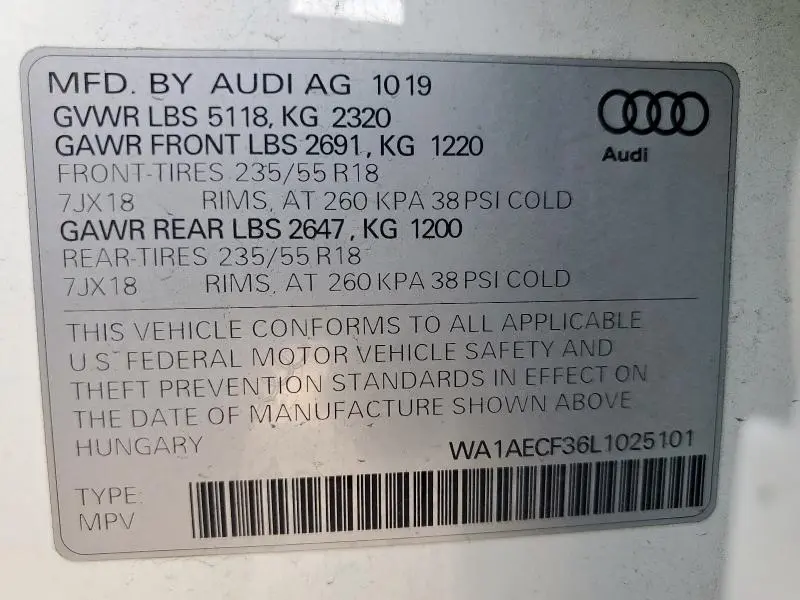 MFD. BY AUDI AG 1019
GVWR LBS 5118, KG 2320
GAWR FRONT LBS 2691, KG 1220
FRONT-TIRES 235/55 R18
7JX18 RIMS, AT 260 KPA 38 PSI COLD
GAWR REAR LBS 2647, KG 1200
REAR-TIRES 235/55 R18
7JX18 RIMS, AT 260 KPA 38 PSI COLD
Audi
THIS VEHICLE CONFORMS TO ALL APPLICABLE
U.S. FEDERAL MOTOR VEHICLE SAFETY AND
THEFT PREVENTION STANDARDS IN EFFECT ON
THE DATE OF MANUFACTURE SHOWN ABOVE
HUNGARY WA1AECF36L1025101
TYPE:
MPV